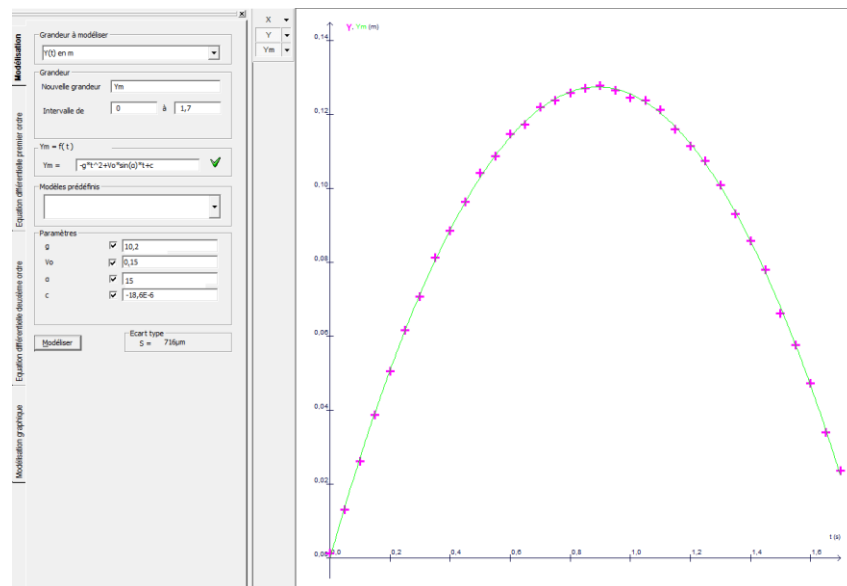 Modélisation
Equation différentielle premier ordre
Equation différentielle deuxième ordre
Modélisation graphique
Grandeur à modéliser
Y(t) en m
Grandeur
Nouvelle grandeur Ym
Intervalle de 0 à 1,7
Ym = f( t )
Ym = -g*t^2+Vo*sin(α)*t+c
Modèles prédéfinis
Paramètres
g 10,2
Vo 0,15
α 15
c -18,6E-6
Modéliser
Ecart type
S = 716µm
X
Y
Ym
Y, Ym (m)
0,14
0,12
0,10
0,08
0,06
0,04
0,02
0,00
0,0 0,2 0,4 0,6 0,8 1,0 1,2 1,4 1,6
t (s)